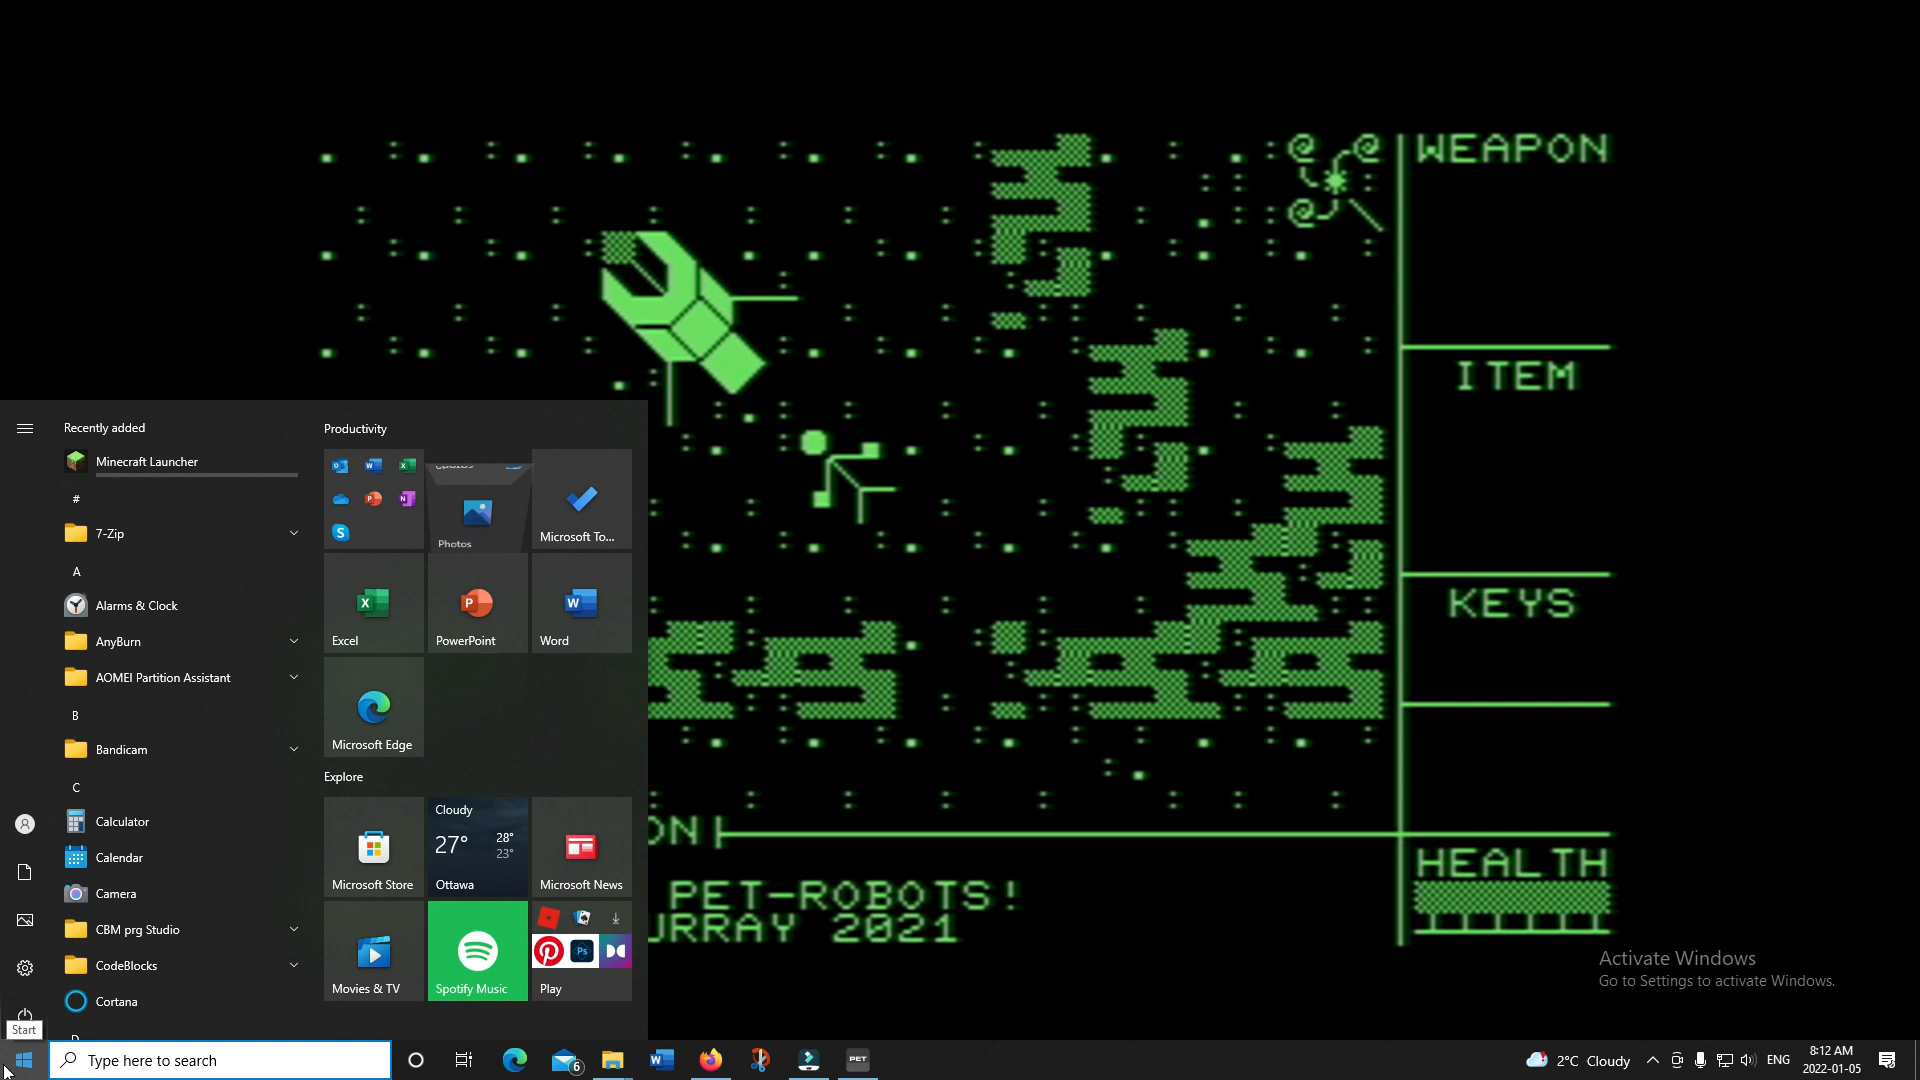 WEAPON
ITEM
KEYS
HEALTH
ON
PET-ROBOTS!
URRAY 2021
Activate Windows
Go to Settings to activate Windows.
Recently added
Minecraft Launcher
#
7-Zip
A
Alarms & Clock
AnyBurn
AOMEI Partition Assistant
B
Bandicam
C
Calculator
Calendar
Camera
CBM prg Studio
CodeBlocks
Cortana
Start
Productivity
Photos
Microsoft To...
Excel
PowerPoint
Word
Microsoft Edge
Explore
Microsoft Store
Cloudy
27°
28°
23°
Ottawa
Microsoft News
Movies & TV
Spotify Music
Ps
Play
Type here to search
6
PET
2°C Cloudy
ENG
8:12 AM
2022-01-05